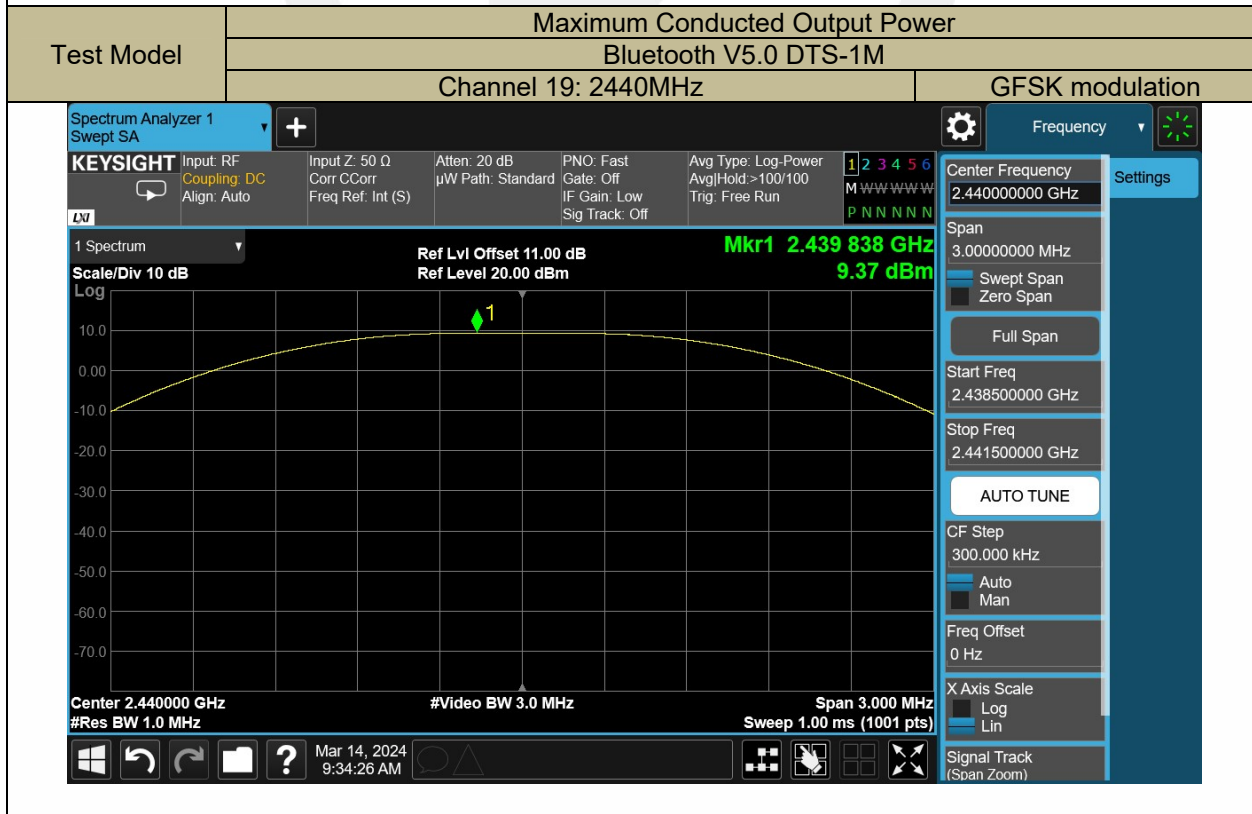 Test Model
Maximum Conducted Output Power
Bluetooth V5.0 DTS-1M
Channel 19: 2440MHz
GFSK modulation
Spectrum Analyzer 1
Swept SA
Frequency
KEYSIGHT
LXI
Input: RF
Coupling: DC
Align: Auto
Input Z: 50 Ω
Corr CCorr
Freq Ref: Int (S)
Atten: 20 dB
µW Path: Standard
PNO: Fast
Gate: Off
IF Gain: Low
Sig Track: Off
Avg Type: Log-Power
Avg|Hold:>100/100
Trig: Free Run
1 2 3 4 5 6
M W W W W W
P N N N N N
1 Spectrum
Scale/Div 10 dB
Ref Lvl Offset 11.00 dB
Ref Level 20.00 dBm
Mkr1 2.439 838 GHz
9.37 dBm
Log
1
10.0
0.00
-10.0
-20.0
-30.0
-40.0
-50.0
-60.0
-70.0
Center 2.440000 GHz
#Res BW 1.0 MHz
#Video BW 3.0 MHz
Span 3.000 MHz
Sweep 1.00 ms (1001 pts)
Center Frequency
2.440000000 GHz
Settings
Span
3.00000000 MHz
Swept Span
Zero Span
Full Span
Start Freq
2.438500000 GHz
Stop Freq
2.441500000 GHz
AUTO TUNE
CF Step
300.000 kHz
Auto
Man
Freq Offset
0 Hz
X Axis Scale
Log
Lin
Signal Track
(Span Zoom)
?
Mar 14, 2024
9:34:26 AM